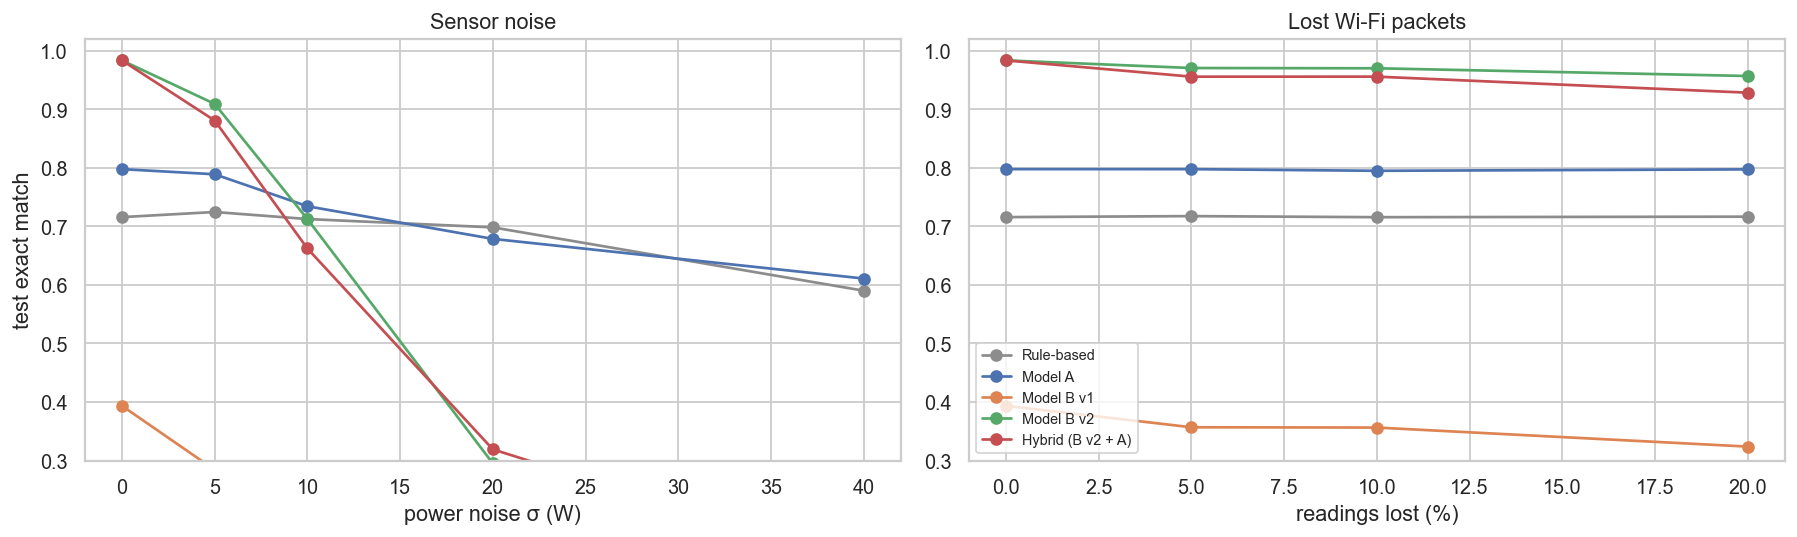 Sensor noise
1.0
0.9
0.8
0.7
0.6
0.5
0.4
0.3
test exact match
0 5 10 15 20 25 30 35 40
power noise σ (W)
Lost Wi-Fi packets
1.0
0.9
0.8
0.7
0.6
0.5
0.4
0.3
Rule-based
Model A
Model B v1
Model B v2
Hybrid (B v2 + A)
0.0 2.5 5.0 7.5 10.0 12.5 15.0 17.5 20.0
readings lost (%)